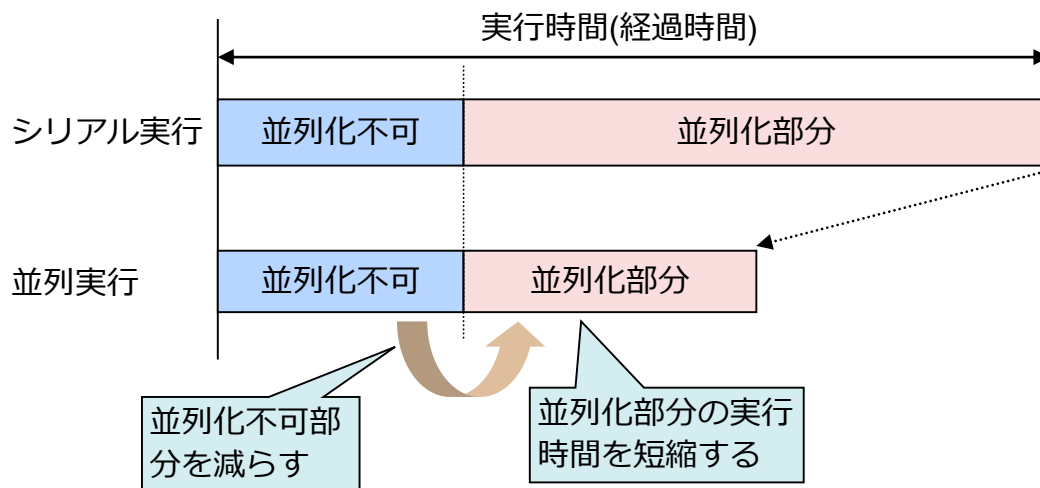 実行時間(経過時間)
シリアル実行
並列化不可
並列化部分
並列実行
並列化不可
並列化部分
並列化不可部
分を減らす
並列化部分の実行
時間を短縮する